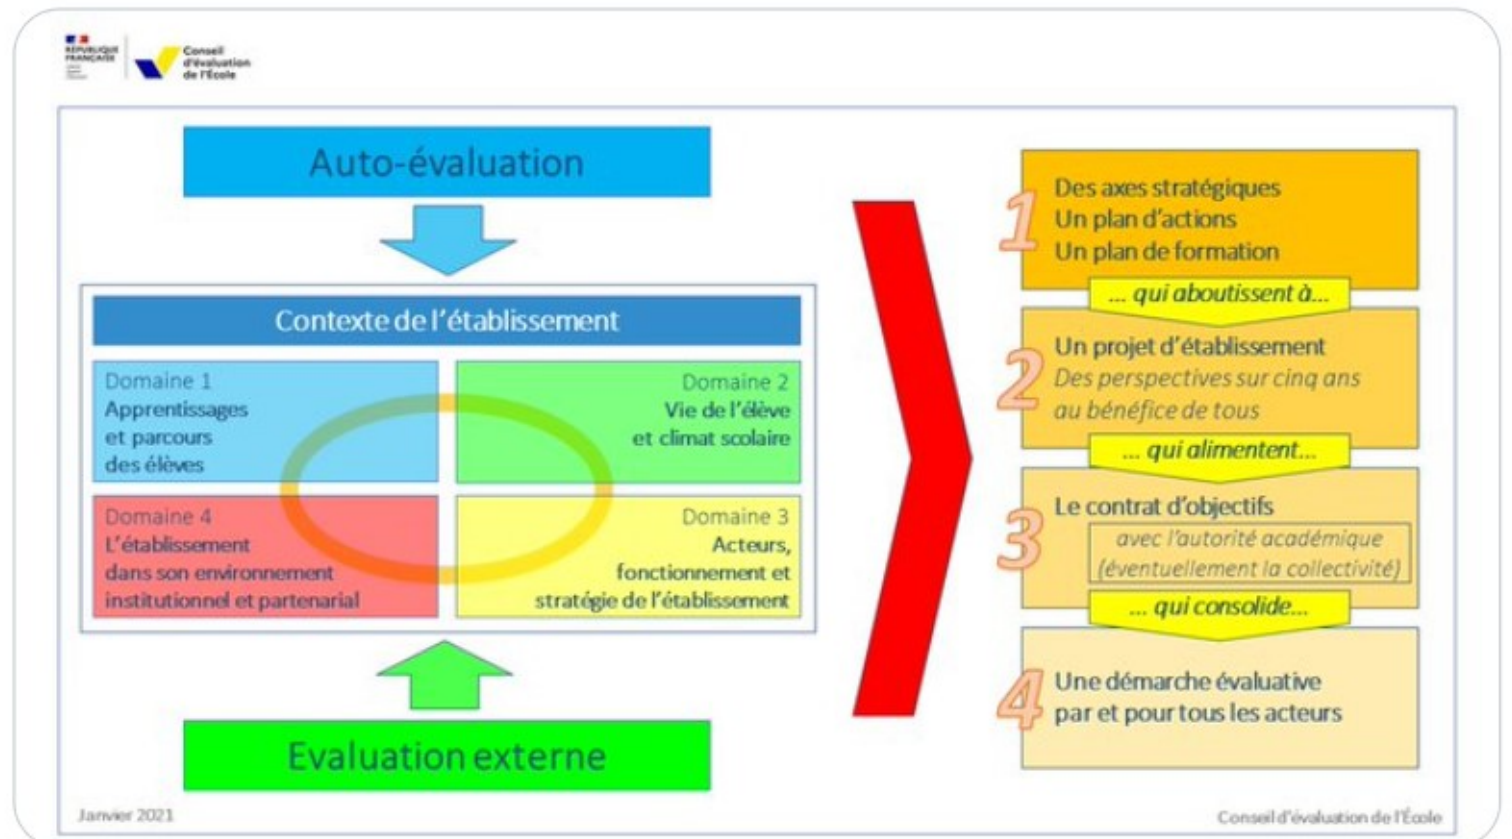 RÉPUBLIQUE
FRANÇAISE
Conseil
d'évaluation
de l'École
Auto-évaluation
Contexte de l'établissement
Domaine 1
Apprentissages
et parcours
des élèves
Domaine 2
Vie de l'élève
et climat scolaire
Domaine 4
L'établissement
dans son environnement
institutionnel et partenarial
Domaine 3
Acteurs,
fonctionnement et
stratégie de l'établissement
Evaluation externe
1
Des axes stratégiques
Un plan d'actions
Un plan de formation
... qui aboutissent à...
2
Un projet d'établissement
Des perspectives sur cinq ans
au bénéfice de tous
... qui alimentent...
3
Le contrat d'objectifs
avec l'autorité académique
(éventuellement la collectivité)
... qui consolide...
4
Une démarche évaluative
par et pour tous les acteurs
Janvier 2021
Conseil d'évaluation de l'École